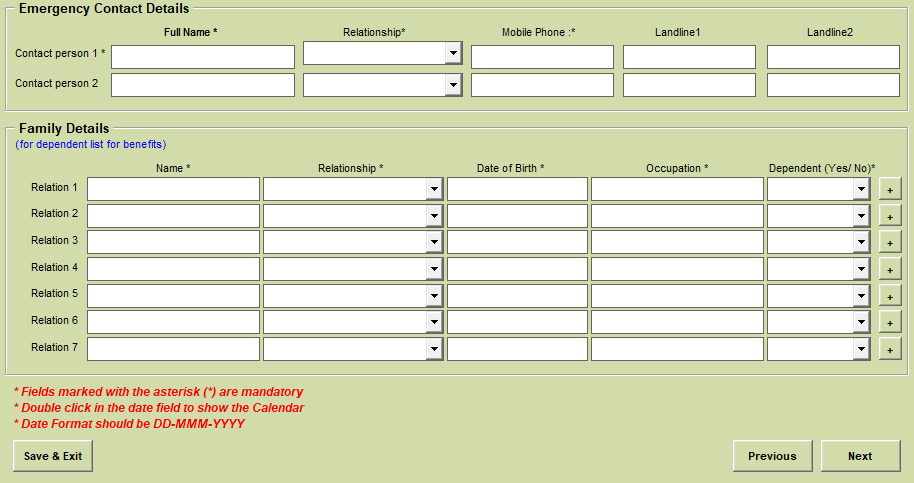 Emergency Contact Details
Full Name * Relationship* Mobile Phone :* Landline1 Landline2
Contact person 1 *
Contact person 2
Family Details
(for dependent list for benefits)
Name * Relationship * Date of Birth * Occupation * Dependent (Yes/ No)*
Relation 1 +
Relation 2 +
Relation 3 +
Relation 4 +
Relation 5 +
Relation 6 +
Relation 7 +
* Fields marked with the asterisk (*) are mandatory
* Double click in the date field to show the Calendar
* Date Format should be DD-MMM-YYYY
Save & Exit Previous Next